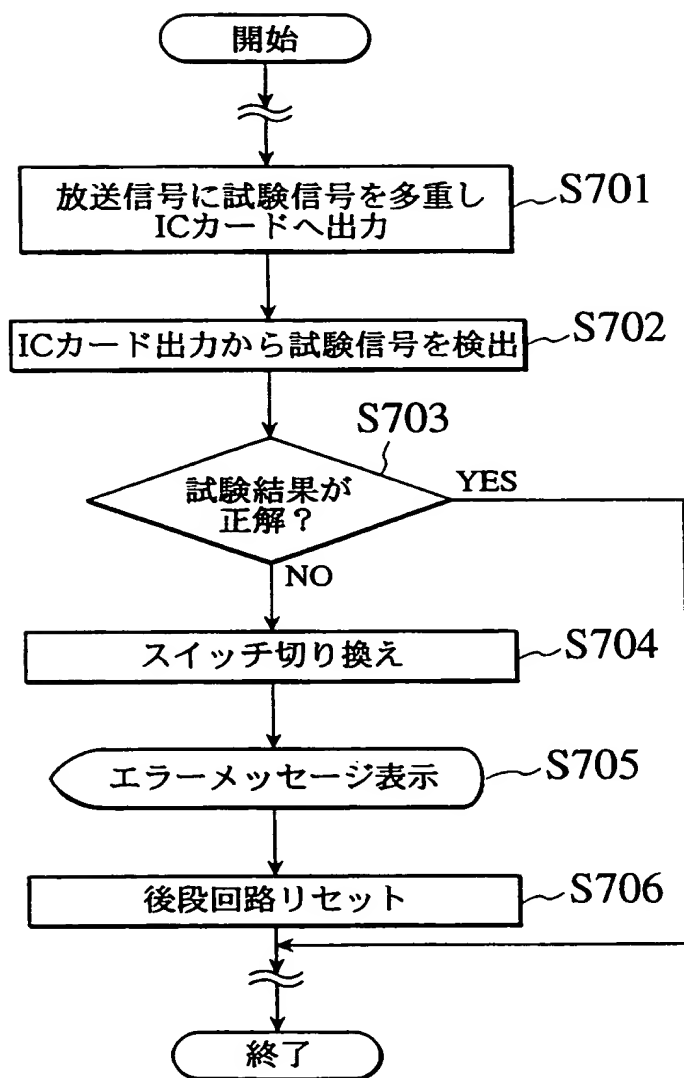 開始
放送信号に試験信号を多重し
ICカードへ出力
S701
ICカード出力から試験信号を検出
S702
S703
試験結果が
正解?
YES
NO
スイッチ切り換え
S704
エラーメッセージ表示
S705
後段回路リセット
S706
終了